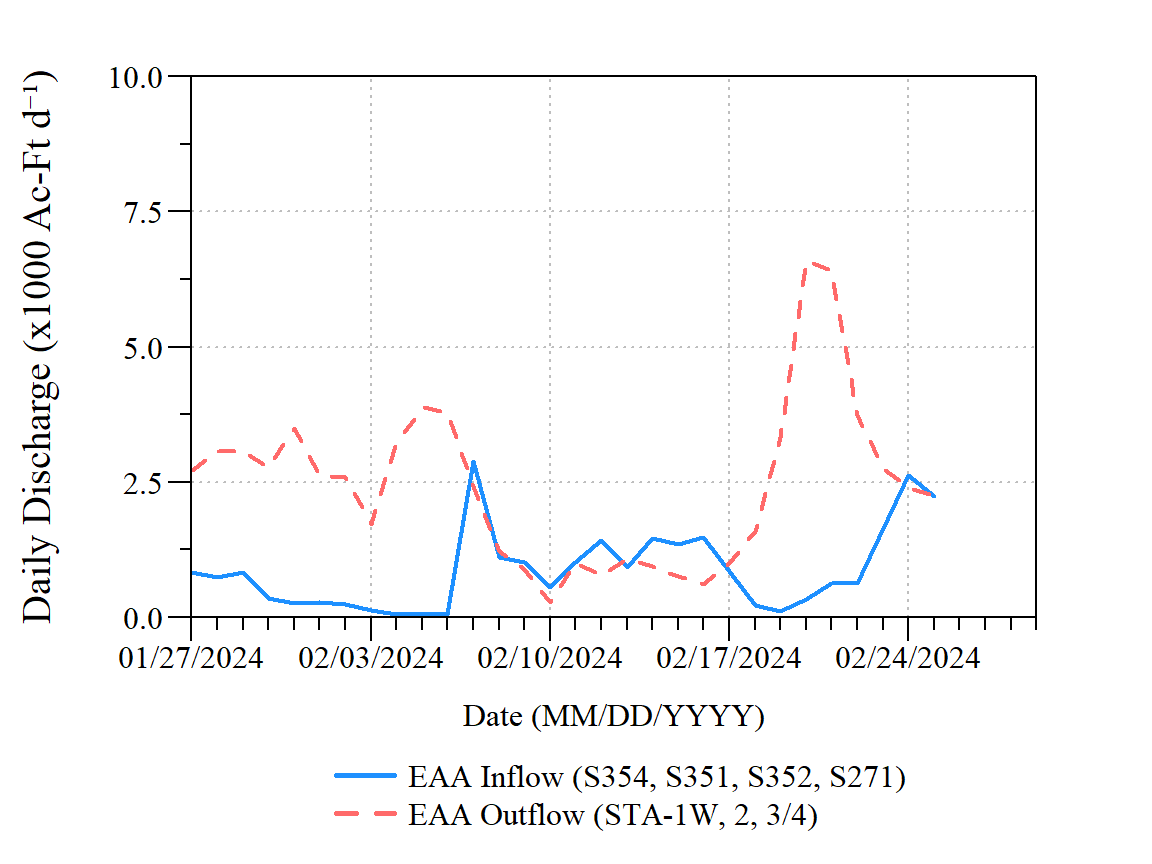 Daily Discharge (x1000 Ac-Ft d⁻¹)
10.0
7.5
5.0
2.5
0.0
01/27/2024 02/03/2024 02/10/2024 02/17/2024 02/24/2024
Date (MM/DD/YYYY)
EAA Inflow (S354, S351, S352, S271)
EAA Outflow (STA-1W, 2, 3/4)